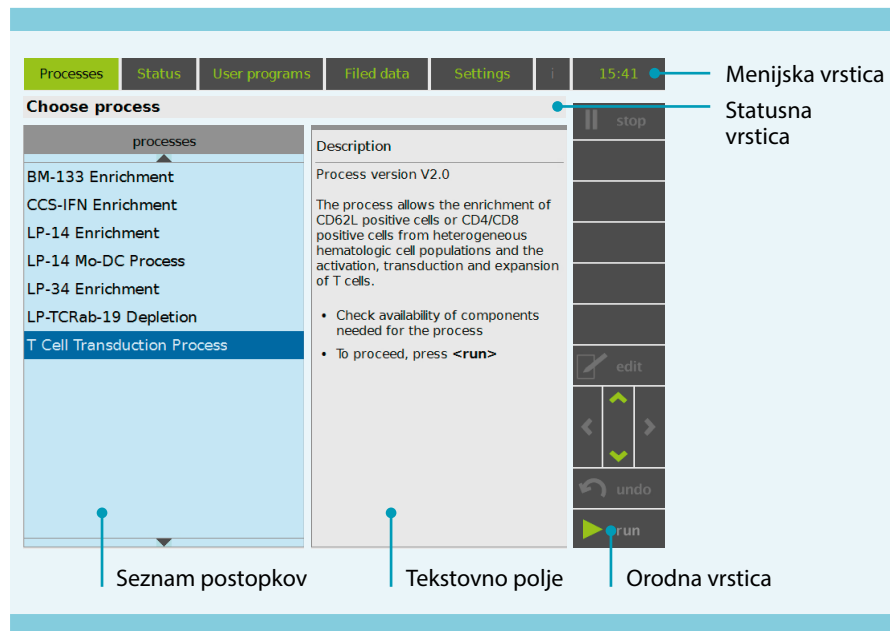 Processes
Status
User programs
Filed data
Settings
i
15:41
Menijska vrstica
Choose process
Statusna
vrstica
stop
processes
BM-133 Enrichment
CCS-IFN Enrichment
LP-14 Enrichment
LP-14 Mo-DC Process
LP-34 Enrichment
LP-TCRab-19 Depletion
T Cell Transduction Process
Description
Process version V2.0
The process allows the enrichment of
CD62L positive cells or CD4/CD8
positive cells from heterogeneous
hematologic cell populations and the
activation, transduction and expansion
of T cells.
• Check availability of components
needed for the process
• To proceed, press <run>
edit
undo
run
Seznam postopkov
Tekstovno polje
Orodna vrstica